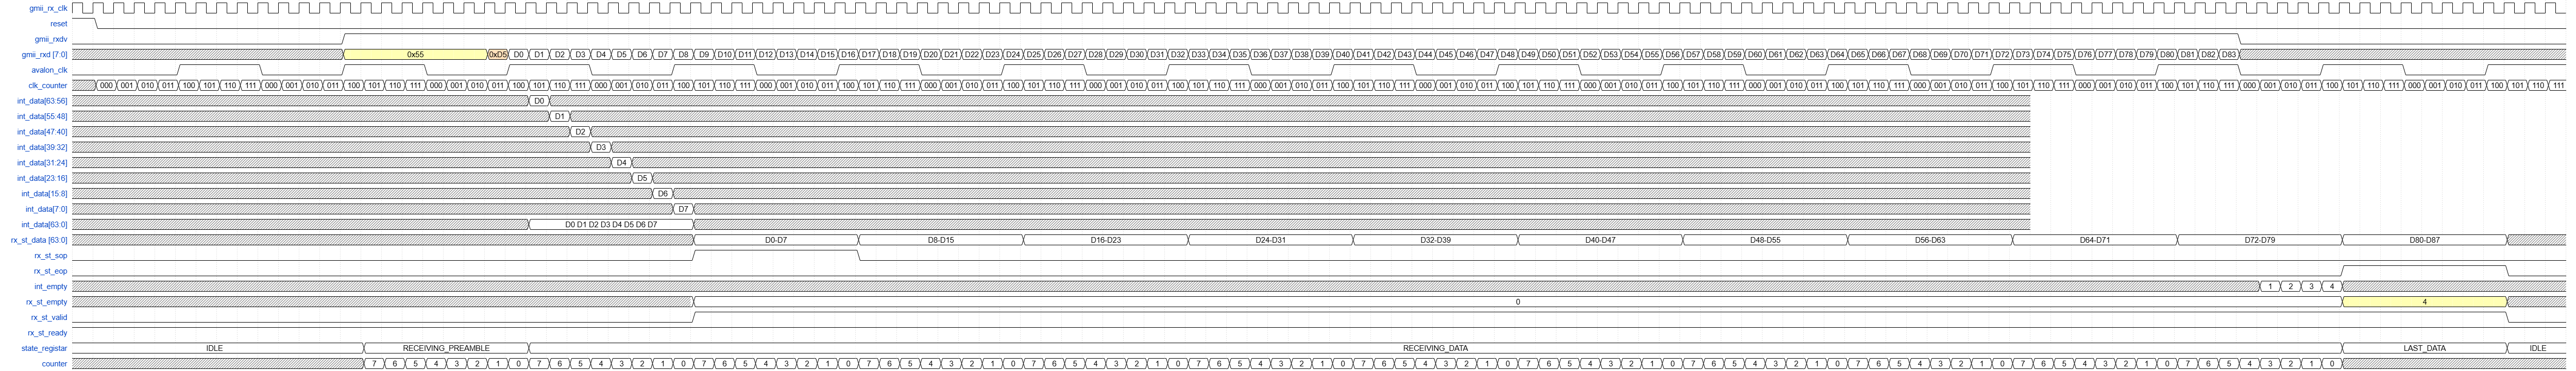 gmii_rx_clk
reset
gmii_rxdv
gmii_rxd [7:0] 0x55 0xD5 D0 D1 D2 D3 D4 D5 D6 D7 D8 D9 D10 D11 D12 D13 D14 D15 D16 D17 D18 D19 D20 D21 D22 D23 D24 D25 D26 D27 D28 D29 D30 D31 D32 D33 D34 D35 D36 D37 D38 D39 D40 D41 D42 D43 D44 D45 D46 D47 D48 D49 D50 D51 D52 D53 D54 D55 D56 D57 D58 D59 D60 D61 D62 D63 D64 D65 D66 D67 D68 D69 D70 D71 D72 D73 D74 D75 D76 D77 D78 D79 D80 D81 D82 D83
avalon_clk
clk_counter 000 001 010 011 100 101 110 111 000 001 010 011 100 101 110 111 000 001 010 011 100 101 110 111 000 001 010 011 100 101 110 111 000 001 010 011 100 101 110 111 000 001 010 011 100 101 110 111 000 001 010 011 100 101 110 111 000 001 010 011 100 101 110 111 000 001 010 011 100 101 110 111 000 001 010 011 100 101 110 111 000 001 010 011 100 101 110 111 000 001 010 011 100 101 110 111 000 001 010 011 100 101 110 111 000 001 010 011 100 101 110 111 000 001 010 011 100 101 110 111
int_data[63:56] D0
int_data[55:48] D1
int_data[47:40] D2
int_data[39:32] D3
int_data[31:24] D4
int_data[23:16] D5
int_data[15:8] D6
int_data[7:0] D7
int_data[63:0] D0 D1 D2 D3 D4 D5 D6 D7
rx_st_data [63:0] D0-D7 D8-D15 D16-D23 D24-D31 D32-D39 D40-D47 D48-D55 D56-D63 D64-D71 D72-D79 D80-D87
rx_st_sop
rx_st_eop
int_empty 1 2 3 4
rx_st_empty 0 4
rx_st_valid
rx_st_ready
state_registar IDLE RECEIVING_PREAMBLE RECEIVING_DATA LAST_DATA IDLE
counter 7 6 5 4 3 2 1 0 7 6 5 4 3 2 1 0 7 6 5 4 3 2 1 0 7 6 5 4 3 2 1 0 7 6 5 4 3 2 1 0 7 6 5 4 3 2 1 0 7 6 5 4 3 2 1 0 7 6 5 4 3 2 1 0 7 6 5 4 3 2 1 0 7 6 5 4 3 2 1 0 7 6 5 4 3 2 1 0 7 6 5 4 3 2 1 0